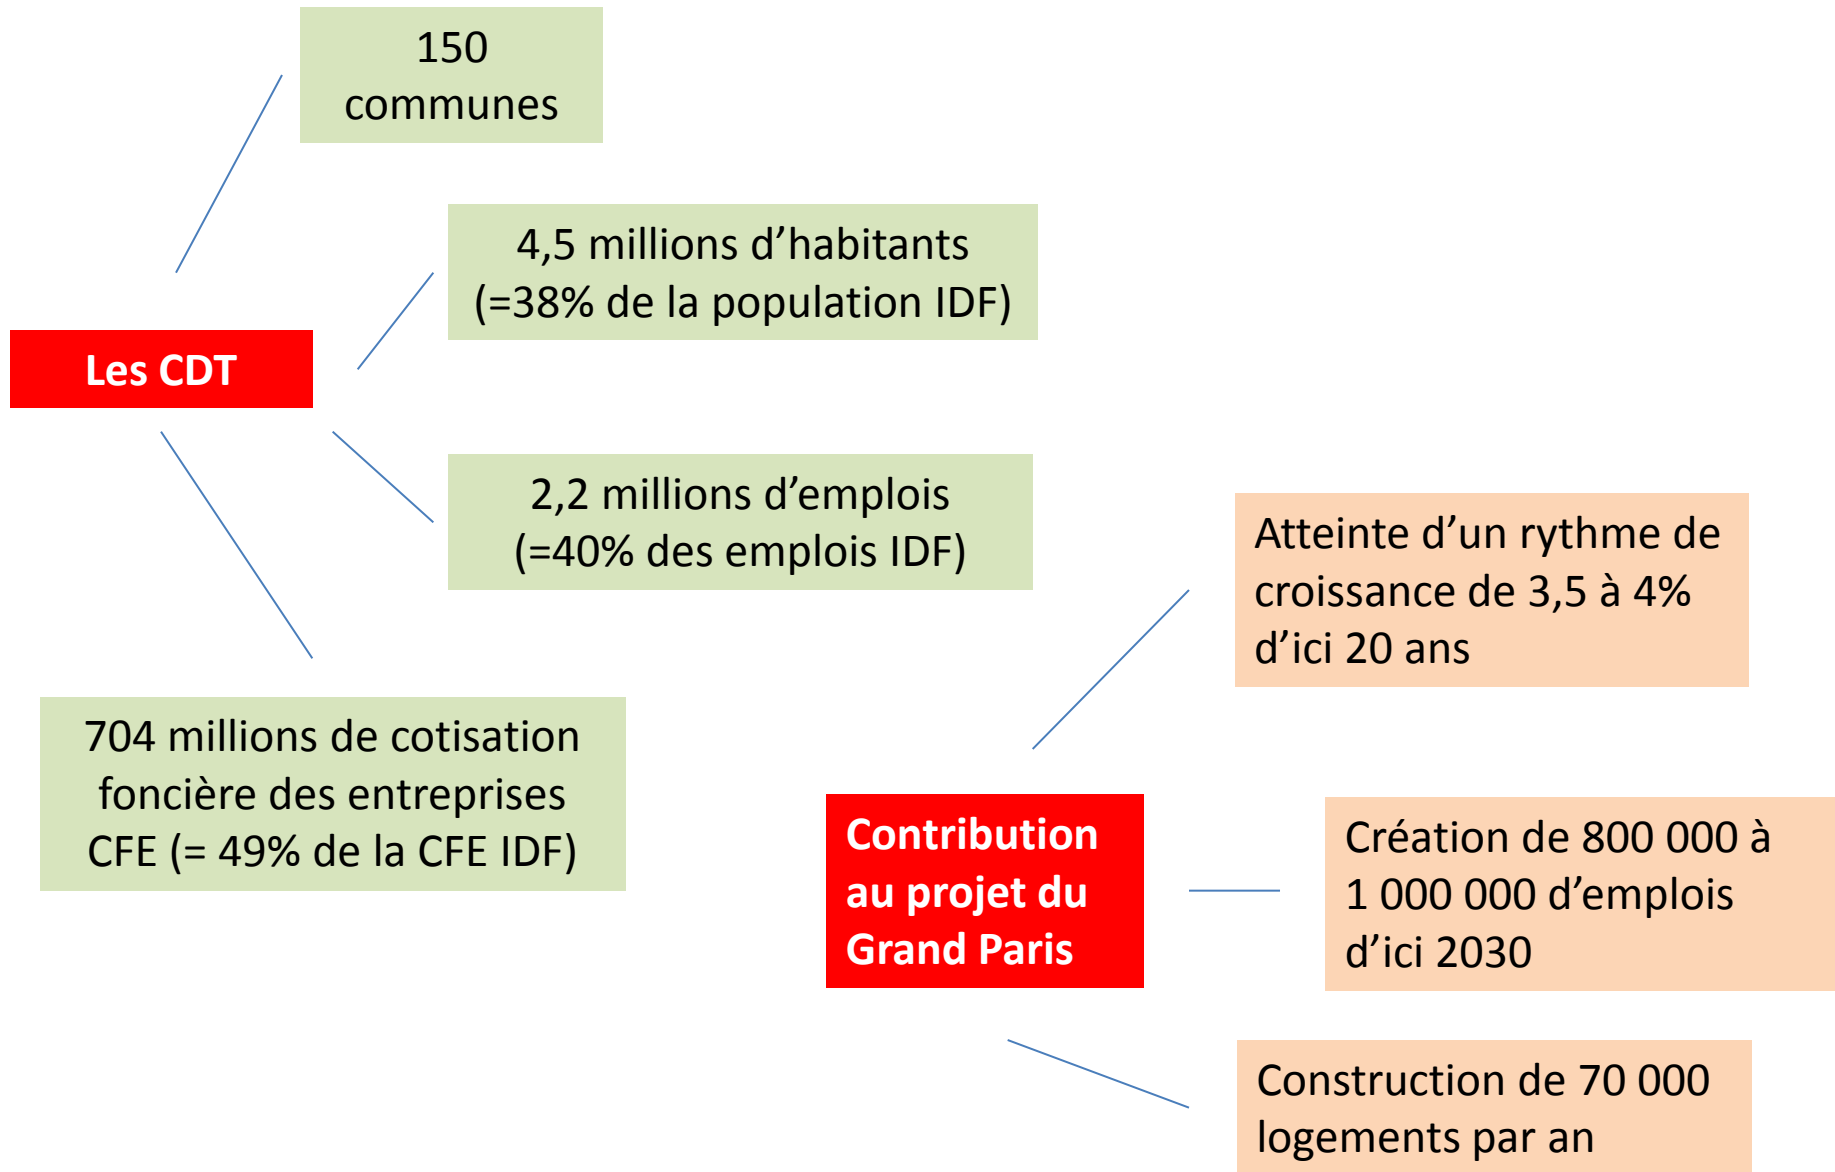 150
communes
4,5 millions d’habitants
(=38% de la population IDF)
Les CDT
2,2 millions d’emplois
(=40% des emplois IDF)
704 millions de cotisation
foncière des entreprises
CFE (= 49% de la CFE IDF)
Atteinte d’un rythme de
croissance de 3,5 à 4%
d’ici 20 ans
Contribution
au projet du
Grand Paris
Création de 800 000 à
1 000 000 d’emplois
d’ici 2030
Construction de 70 000
logements par an